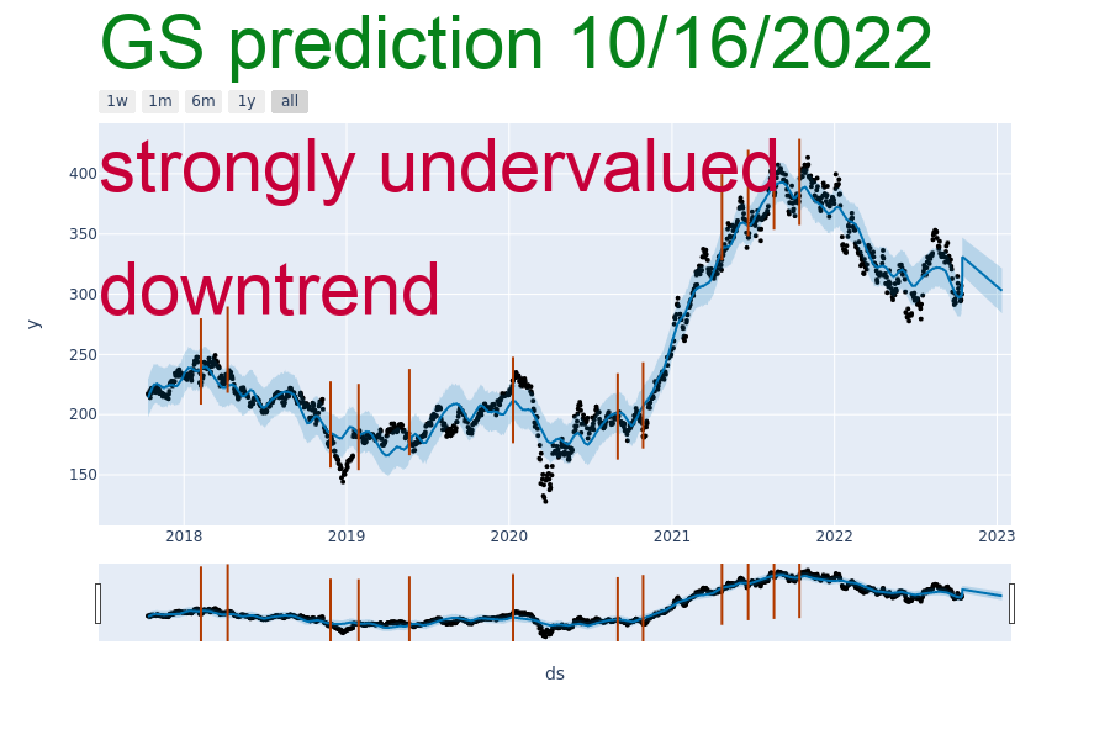 GS prediction 10/16/2022
1w 1m 6m 1y all
strongly undervalued
downtrend
400
350
300
250
200
150
y
2018 2019 2020 2021 2022 2023
ds